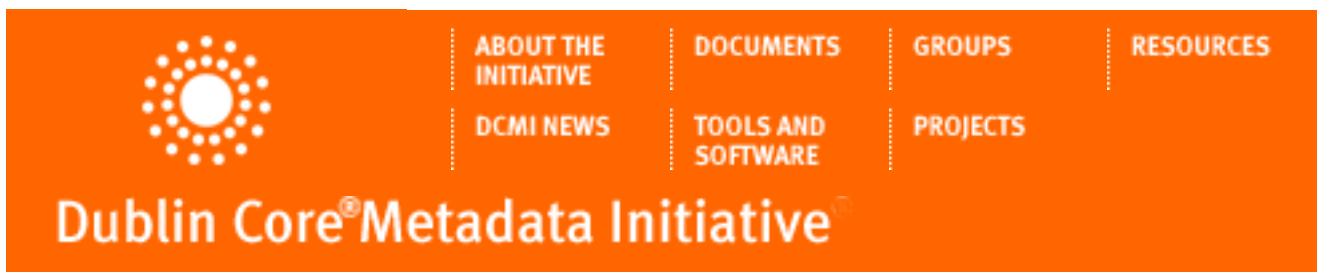 ABOUT THE
INITIATIVE
DOCUMENTS
GROUPS
RESOURCES
DCMI NEWS
TOOLS AND
SOFTWARE
PROJECTS
Dublin Core®Metadata Initiative®